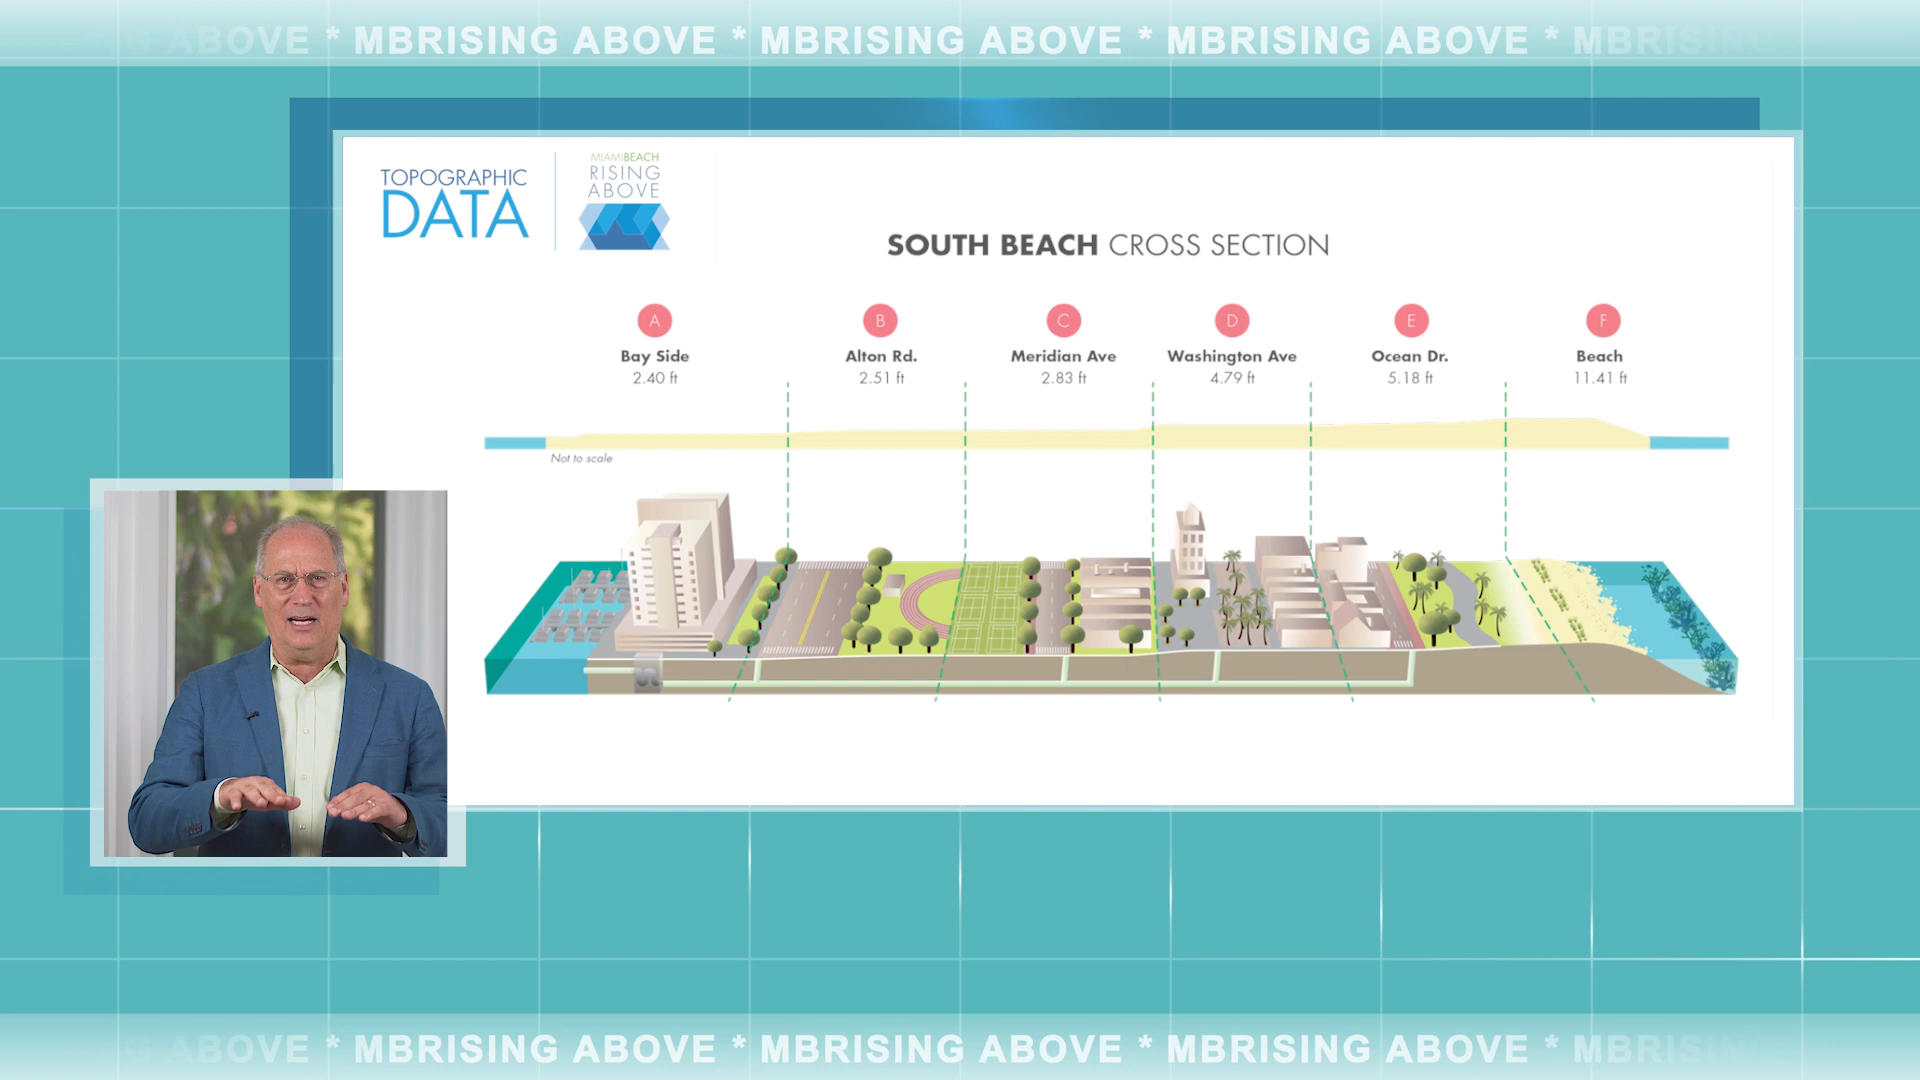 ABOVE * MBRISING ABOVE * MBRISING ABOVE * MBRISING ABOVE * MBRISING
TOPOGRAPHIC
DATA
MIAMIBEACH
RISING
ABOVE
SOUTH BEACH CROSS SECTION
A
B
C
D
E
F
Bay Side
Alton Rd.
Meridian Ave
Washington Ave
Ocean Dr.
Beach
2.40 ft
2.51 ft
2.83 ft
4.79 ft
5.18 ft
11.41 ft
Not to scale
ABOVE * MBRISING ABOVE * MBRISING ABOVE * MBRISING ABOVE * MBRISING